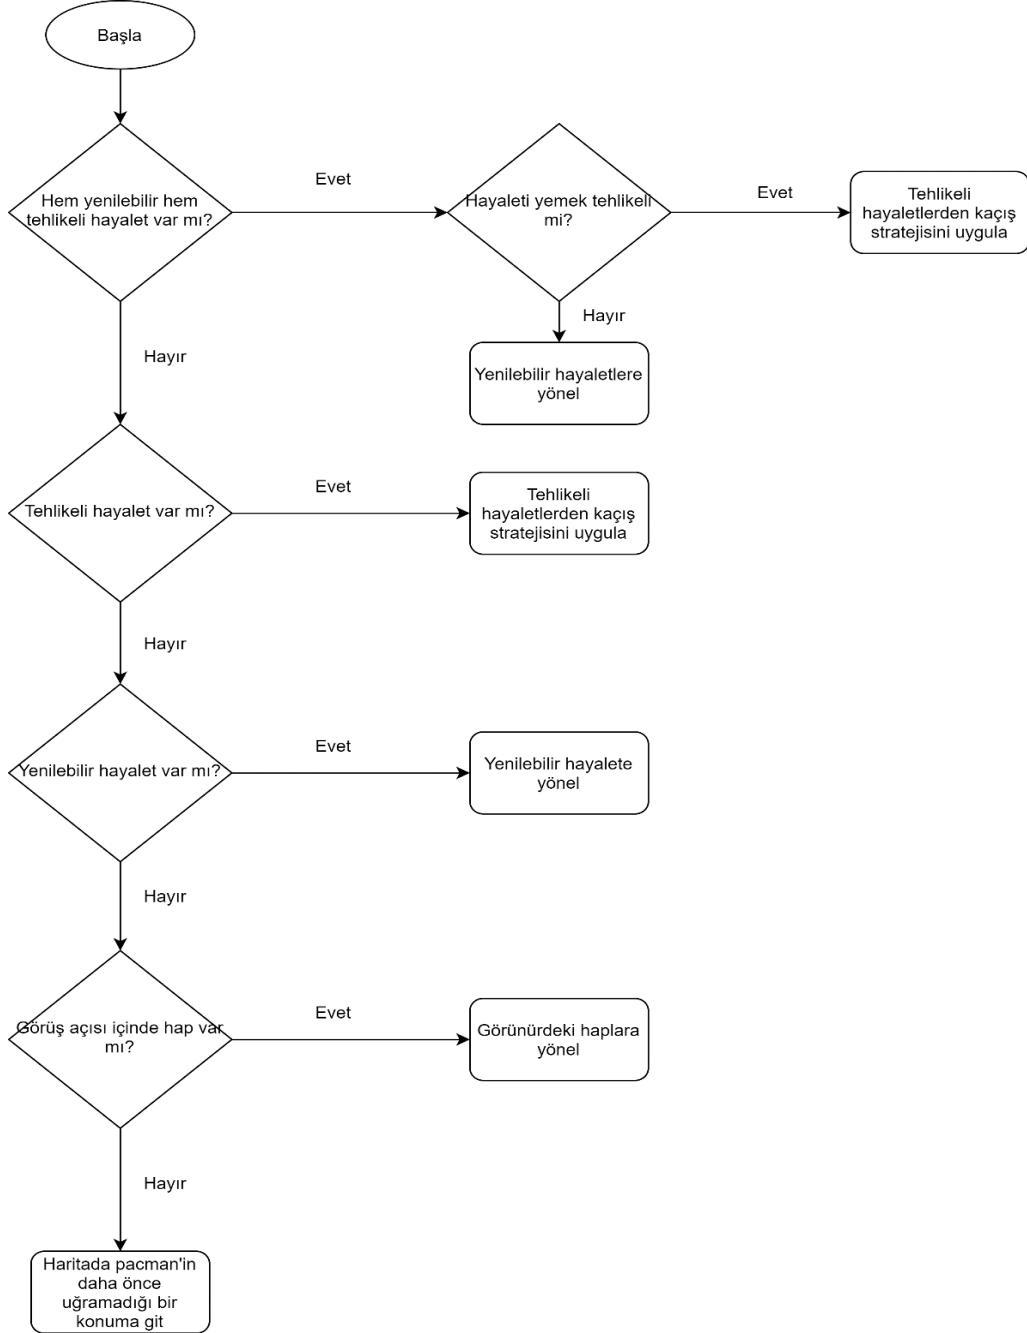 Başla
Hem yenilebilir hem
tehlikeli hayalet var mı?
Evet
Hayaleti yemek tehlikeli
mi?
Evet
Tehlikeli
hayaletlerden kaçış
stratejisini uygula
Hayır
Yenilebilir hayaletlere
yönel
Hayır
Tehlikeli hayalet var mı?
Evet
Tehlikeli
hayaletlerden kaçış
stratejisini uygula
Hayır
Yenilebilir hayalet var mı?
Evet
Yenilebilir hayalete
yönel
Hayır
Görüş açısı içinde hap var
mı?
Evet
Görünürdeki haplara
yönel
Hayır
Haritada pacman'in
daha önce
uğramadığı bir
konuma git